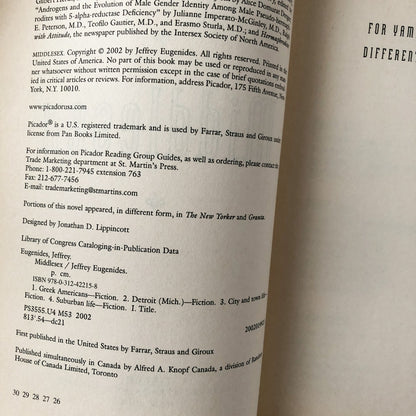 "Androgens and the Evolution of Male Gender Identity Among Male Pseudoherm
rodites with 5-alpha-reductase Deficiency" by Julianne Imperato-McGinley, M.D.,
E. Peterson, M.D., Teofilo Gautier, M.D., and Erasmo Sturla, M.D.; and Hermaphrodites
with Attitude, the newspaper published by the Intersex Society of North America.
MIDDLESEX. Copyright © 2002 by Jeffrey Eugenides. All rights reserved. Printed in the
United States of America. No part of this book may be used or reproduced in any
ner whatsoever without written permission except in the case of brief quotations
ied in critical articles or reviews. For information, address Picador, 175 Fifth Avenue, New
York, N.Y. 10010.
www.picadorusa.com
Picador® is a U.S. registered trademark and is used by Farrar, Straus and Giroux under
license from Pan Books Limited.
For information on Picador Reading Group Guides, as well as ordering, please contact the
Trade Marketing department at St. Martin's Press.
Phone: 1-800-221-7945 extension 763
Fax: 212-677-7456
E-mail: trademarketing@stmartins.com
Portions of this novel appeared, in different form, in The New Yorker and Granta.
Designed by Jonathan D. Lippincott
Library of Congress Cataloging-in-Publication Data
Eugenides, Jeffrey.
Middlesex / Jeffrey Eugenides.
p. cm.
ISBN 978-0-312-42215-8
1. Greek Americans—Fiction. 2. Detroit (Mich.)—Fiction. 3. City and town life—
Fiction. 4. Suburban life—Fiction. I. Title.
PS3555.U4 M53 2002
813'.54—dc21
First published in the United States by Farrar, Straus and Giroux
Published simultaneously in Canada by Alfred A. Knopf Canada, a division of Random
House of Canada Limited, Toronto
30 29 28 27 26
FOR YAM
DIFFERENT